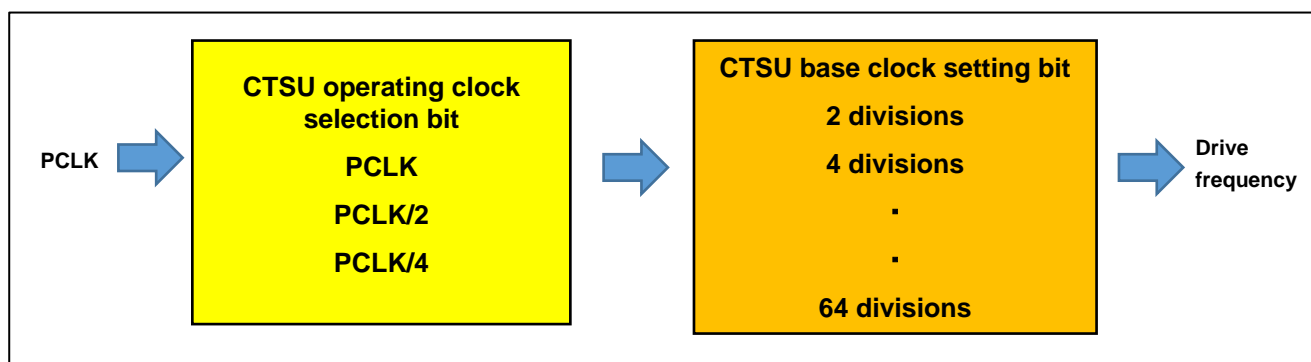 PCLK
CTSU operating clock
selection bit
PCLK
PCLK/2
PCLK/4
CTSU base clock setting bit
2 divisions
4 divisions
.
.
64 divisions
Drive
frequency